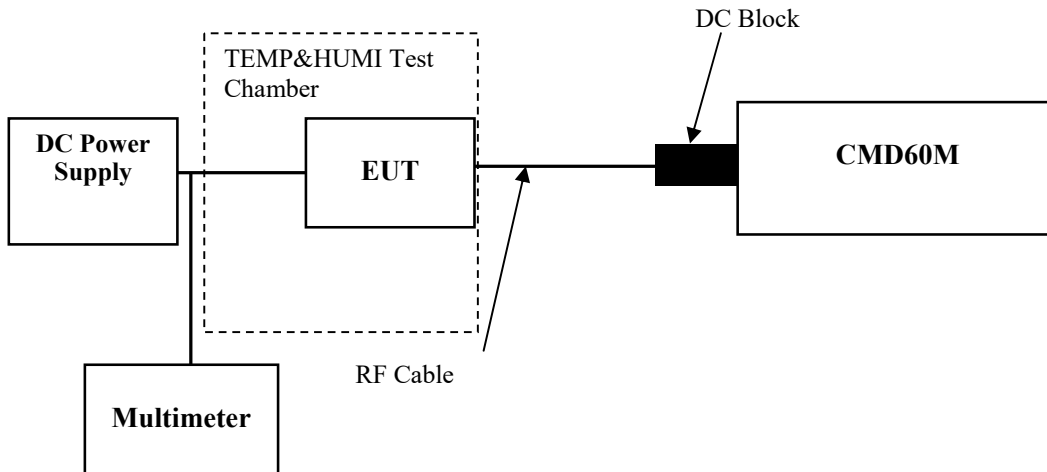 DC Block
TEMP&HUMI Test
Chamber
DC Power
Supply
EUT
CMD60M
RF Cable
Multimeter